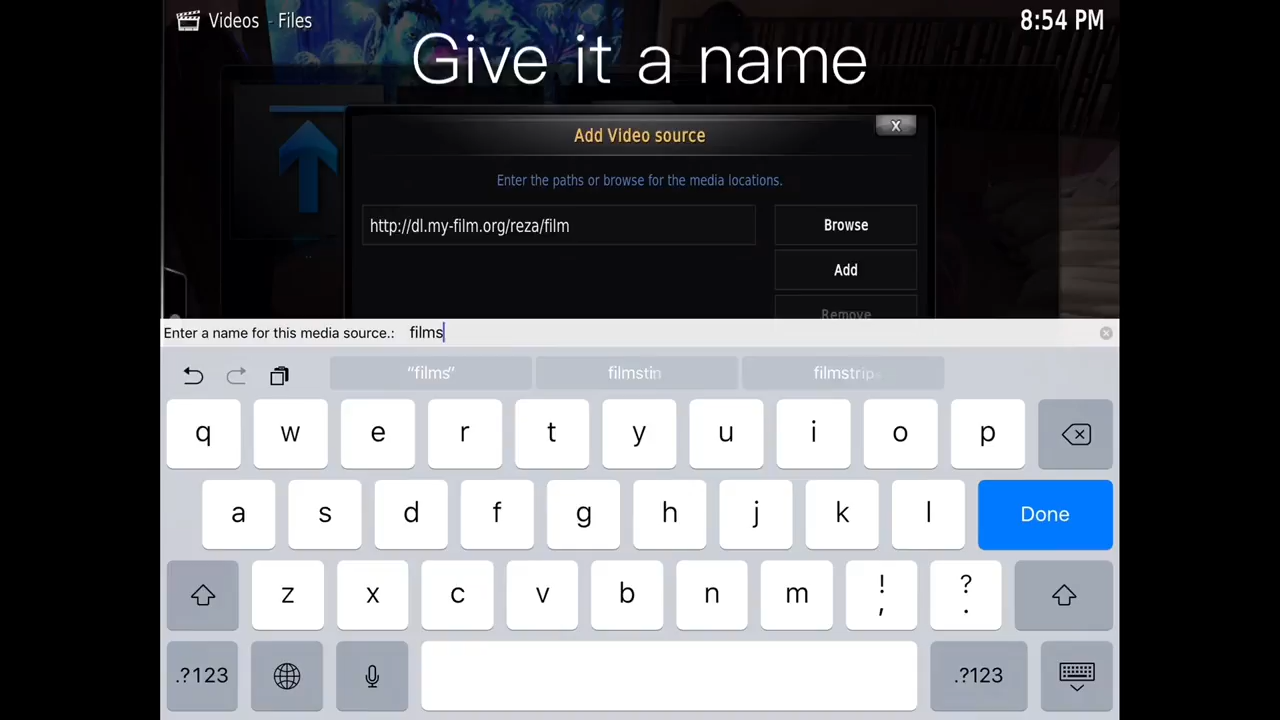 Videos - Files
8:54 PM
Give it a name
Add Video source
X
Enter the paths or browse for the media locations.
http://dl.my-film.org/reza/film
Browse
Add
Remove
Enter a name for this media source.: films
“films” filmstin filmstrips
q w e r t y u i o p
a s d f g h j k l Done
z x c v b n m ! , ? .
.?123 .?123